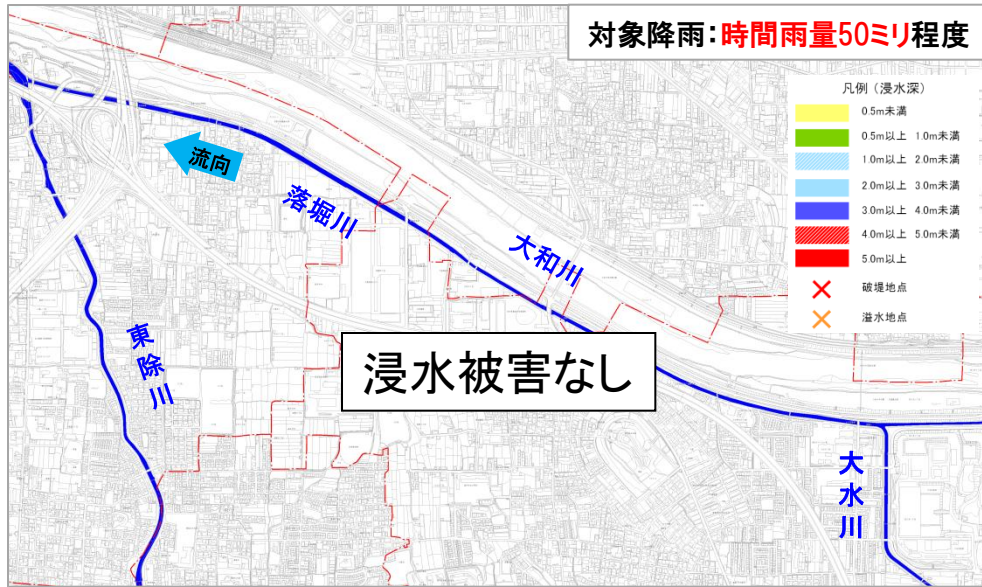 対象降雨：時間雨量50ミリ程度
凡例（浸水深）
0.5m未満
0.5m以上 1.0m未満
1.0m以上 2.0m未満
2.0m以上 3.0m未満
3.0m以上 4.0m未満
4.0m以上 5.0m未満
5.0m以上
破堤地点
溢水地点
流向
落堀川
大和川
東除川
浸水被害なし
大水川